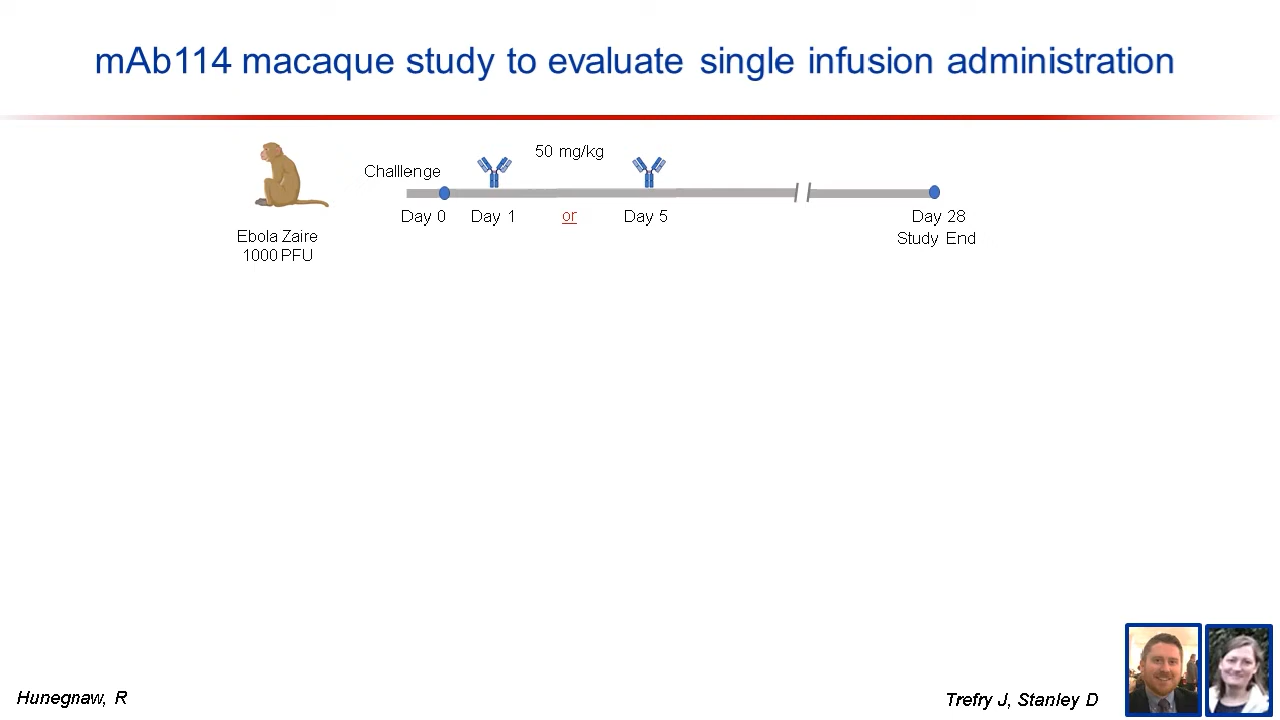 mAb114 macaque study to evaluate single infusion administration
50 mg/kg
Challlenge
Day 0 Day 1 or Day 5 Day 28
Study End
Ebola Zaire
1000 PFU
Hunegnaw, R
Trefry J, Stanley D